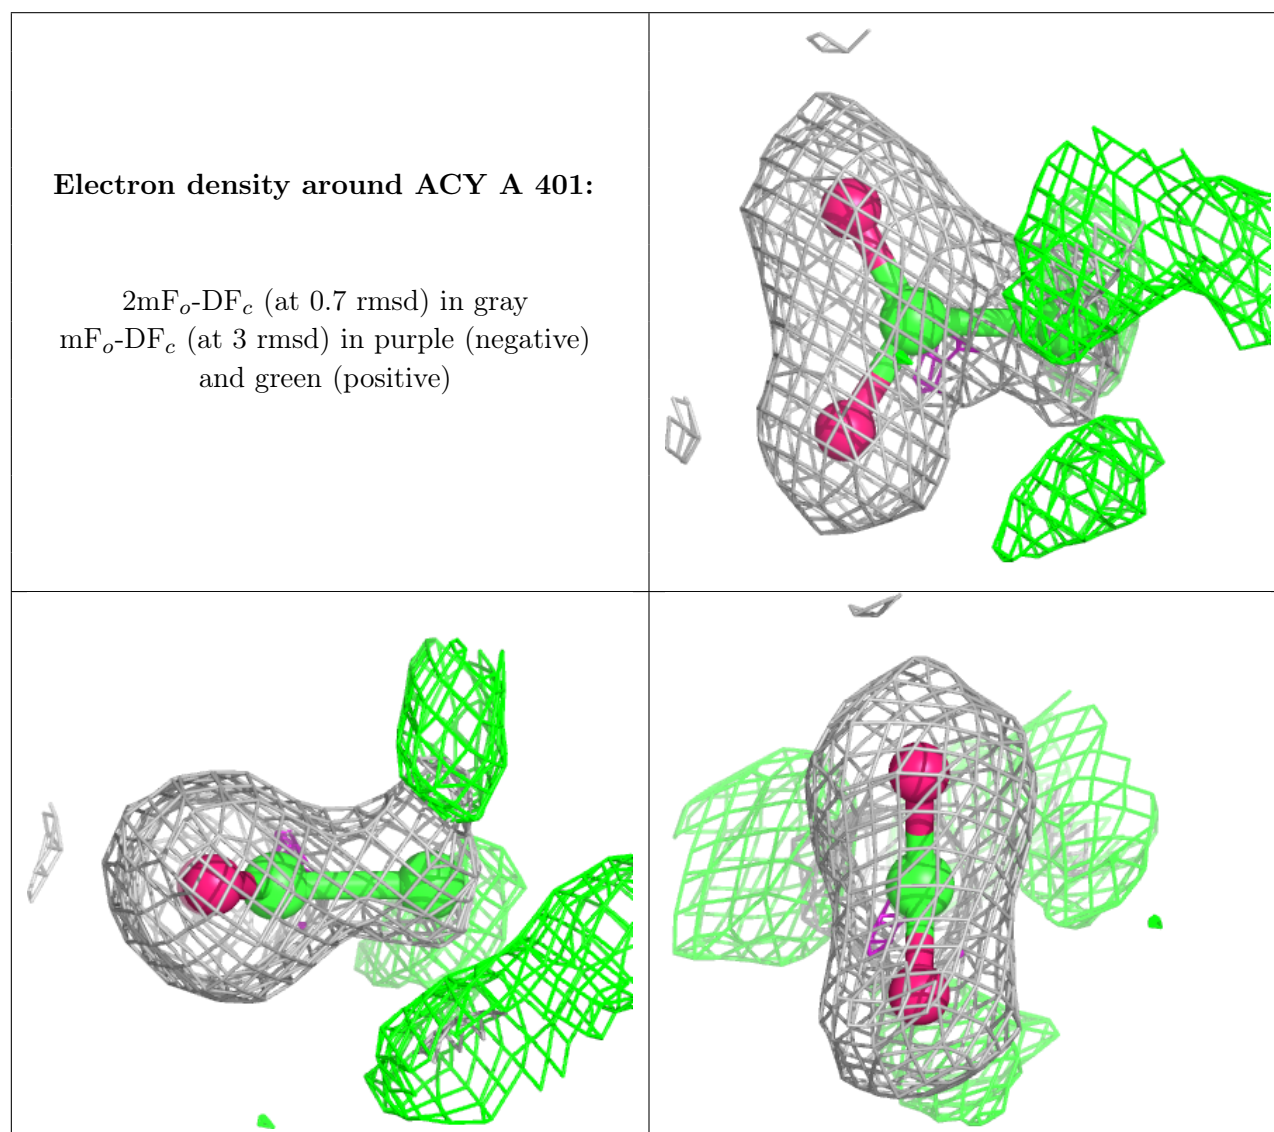 Electron density around ACY A 401:
2mFo-DFc (at 0.7 rmsd) in gray
mFo-DFc (at 3 rmsd) in purple (negative)
and green (positive)